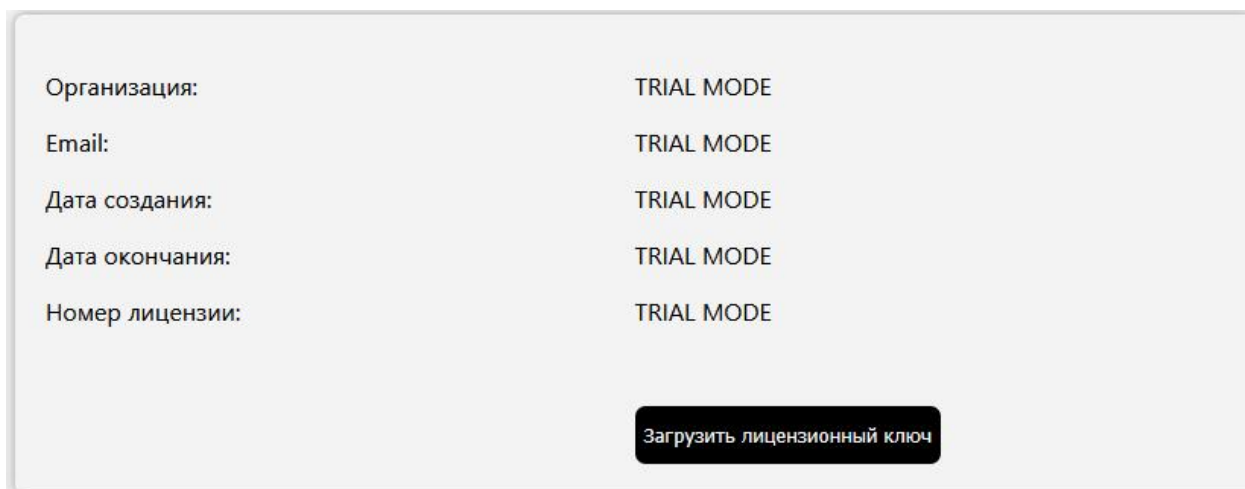 Организация: TRIAL MODE
Email: TRIAL MODE
Дата создания: TRIAL MODE
Дата окончания: TRIAL MODE
Номер лицензии: TRIAL MODE
Загрузить лицензионный ключ